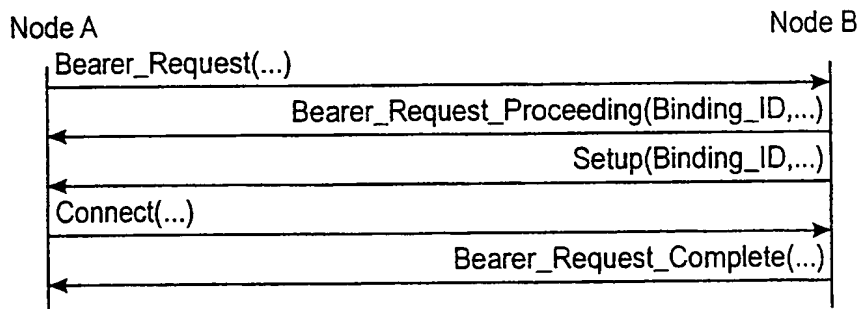 Node A
Node B
Bearer_Request(...)
Bearer_Request_Proceeding(Binding_ID,...)
Setup(Binding_ID,...)
Connect(...)
Bearer_Request_Complete(...)